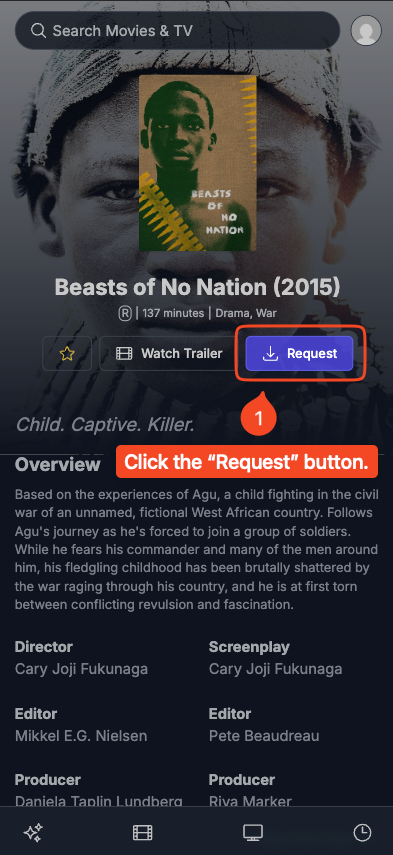 Search Movies & TV
BEASTS
OF
NO
NATION
Beasts of No Nation (2015)
R | 137 minutes | Drama, War
Watch Trailer
Request
1
Child. Captive. Killer.
Click the “Request” button.
Overview
Based on the experiences of Agu, a child fighting in the civil
war of an unnamed, fictional West African country. Follows
Agu's journey as he's forced to join a group of soldiers.
While he fears his commander and many of the men around
him, his fledgling childhood has been brutally shattered by
the war raging through his country, and he is at first torn
between conflicting revulsion and fascination.
Director Screenplay
Cary Joji Fukunaga Cary Joji Fukunaga
Editor Editor
Mikkel E.G. Nielsen Pete Beaudreau
Producer Producer
Daniela Taplin Lundberg Riva Marker